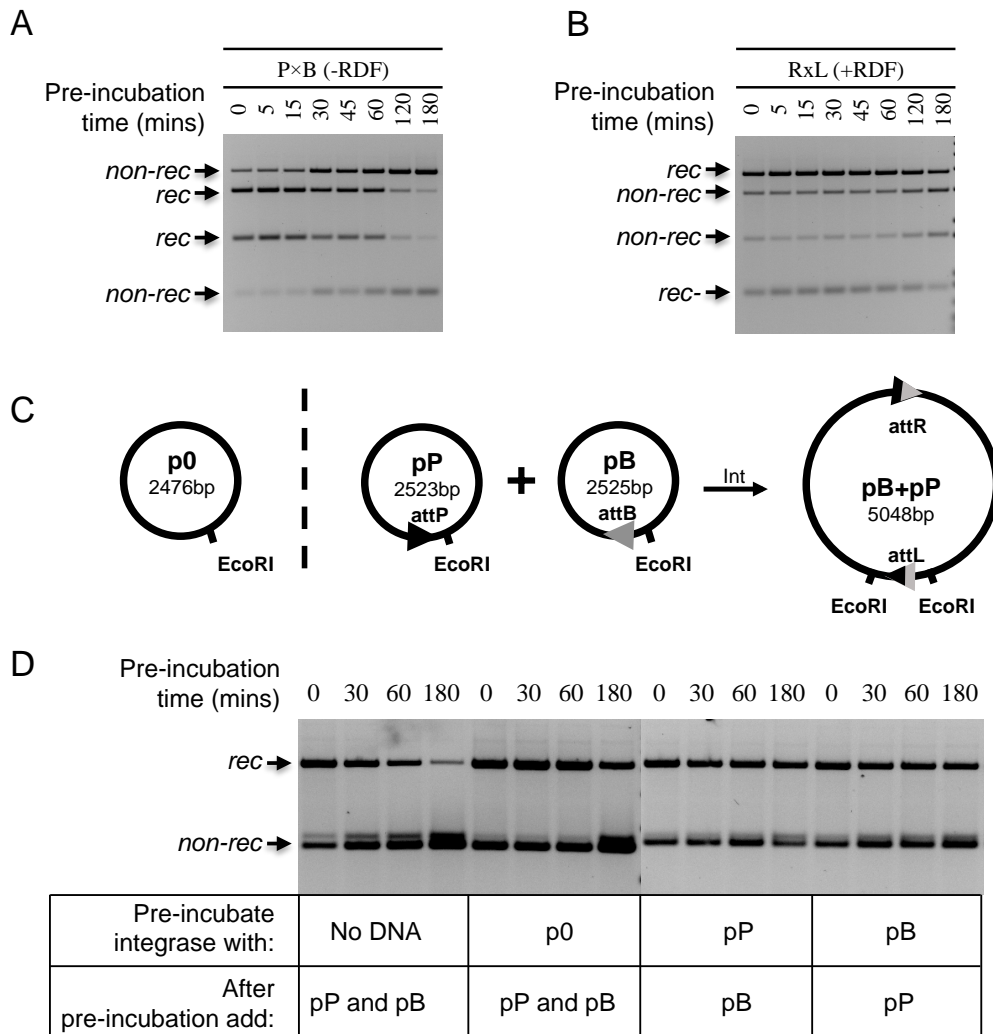 A
P×B (-RDF)
Pre-incubation
time (mins)
0 5 15 30 45 60 120 180
non-rec
rec
rec
non-rec
B
RxL (+RDF)
Pre-incubation
time (mins)
0 5 15 30 45 60 120 180
rec
non-rec
non-rec
rec-
C
p0
2476bp
EcoRI
pP
2523bp
attP
EcoRI
+
pB
2525bp
attB
EcoRI
Int
attR
pB+pP
5048bp
attL
EcoRI EcoRI
D
Pre-incubation
time (mins)
0 30 60 180 0 30 60 180 0 30 60 180 0 30 60 180
rec
non-rec
Pre-incubate
integrase with:
No DNA p0 pP pB
After
pre-incubation add:
pP and pB pP and pB pB pP